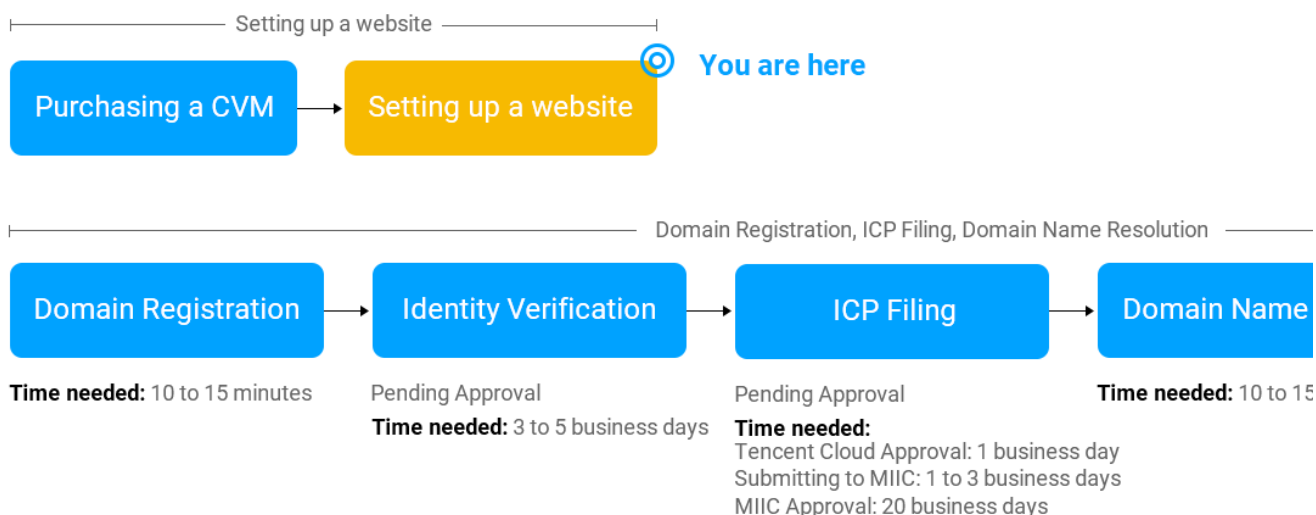 Setting up a website
You are here
Purchasing a CVM
Setting up a website
Domain Registration, ICP Filing, Domain Name Resolution
Domain Registration
Identity Verification
ICP Filing
Domain Name
Time needed: 10 to 15 minutes
Pending Approval
Time needed: 3 to 5 business days
Pending Approval
Time needed:
Tencent Cloud Approval: 1 business day
Submitting to MIIC: 1 to 3 business days
MIIC Approval: 20 business days
Time needed: 10 to 15